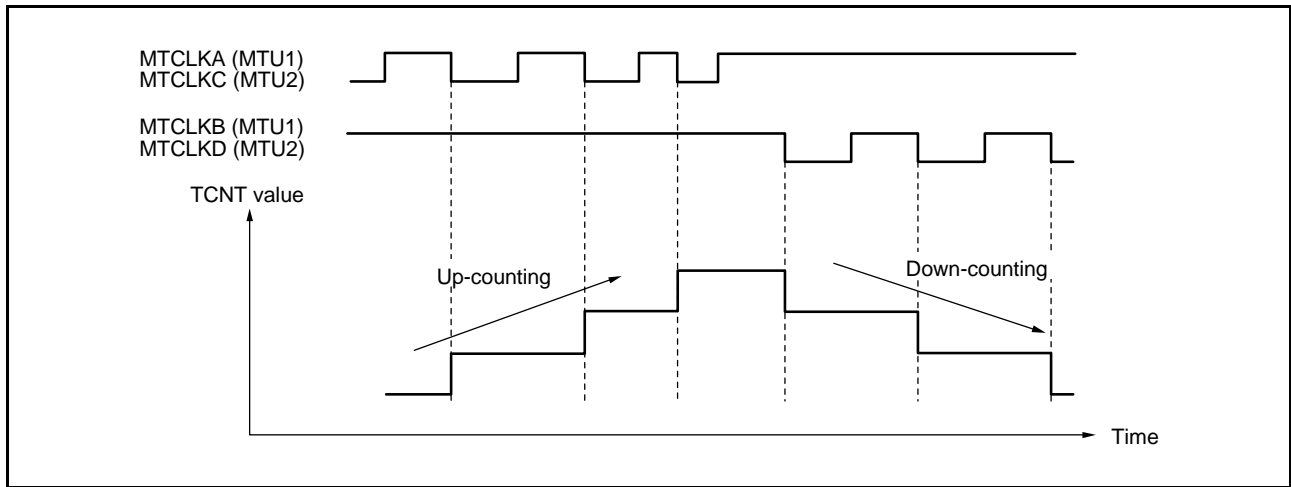 MTCLKA (MTU1)
MTCLKC (MTU2)
MTCLKB (MTU1)
MTCLKD (MTU2)
TCNT value
Up-counting
Down-counting
Time